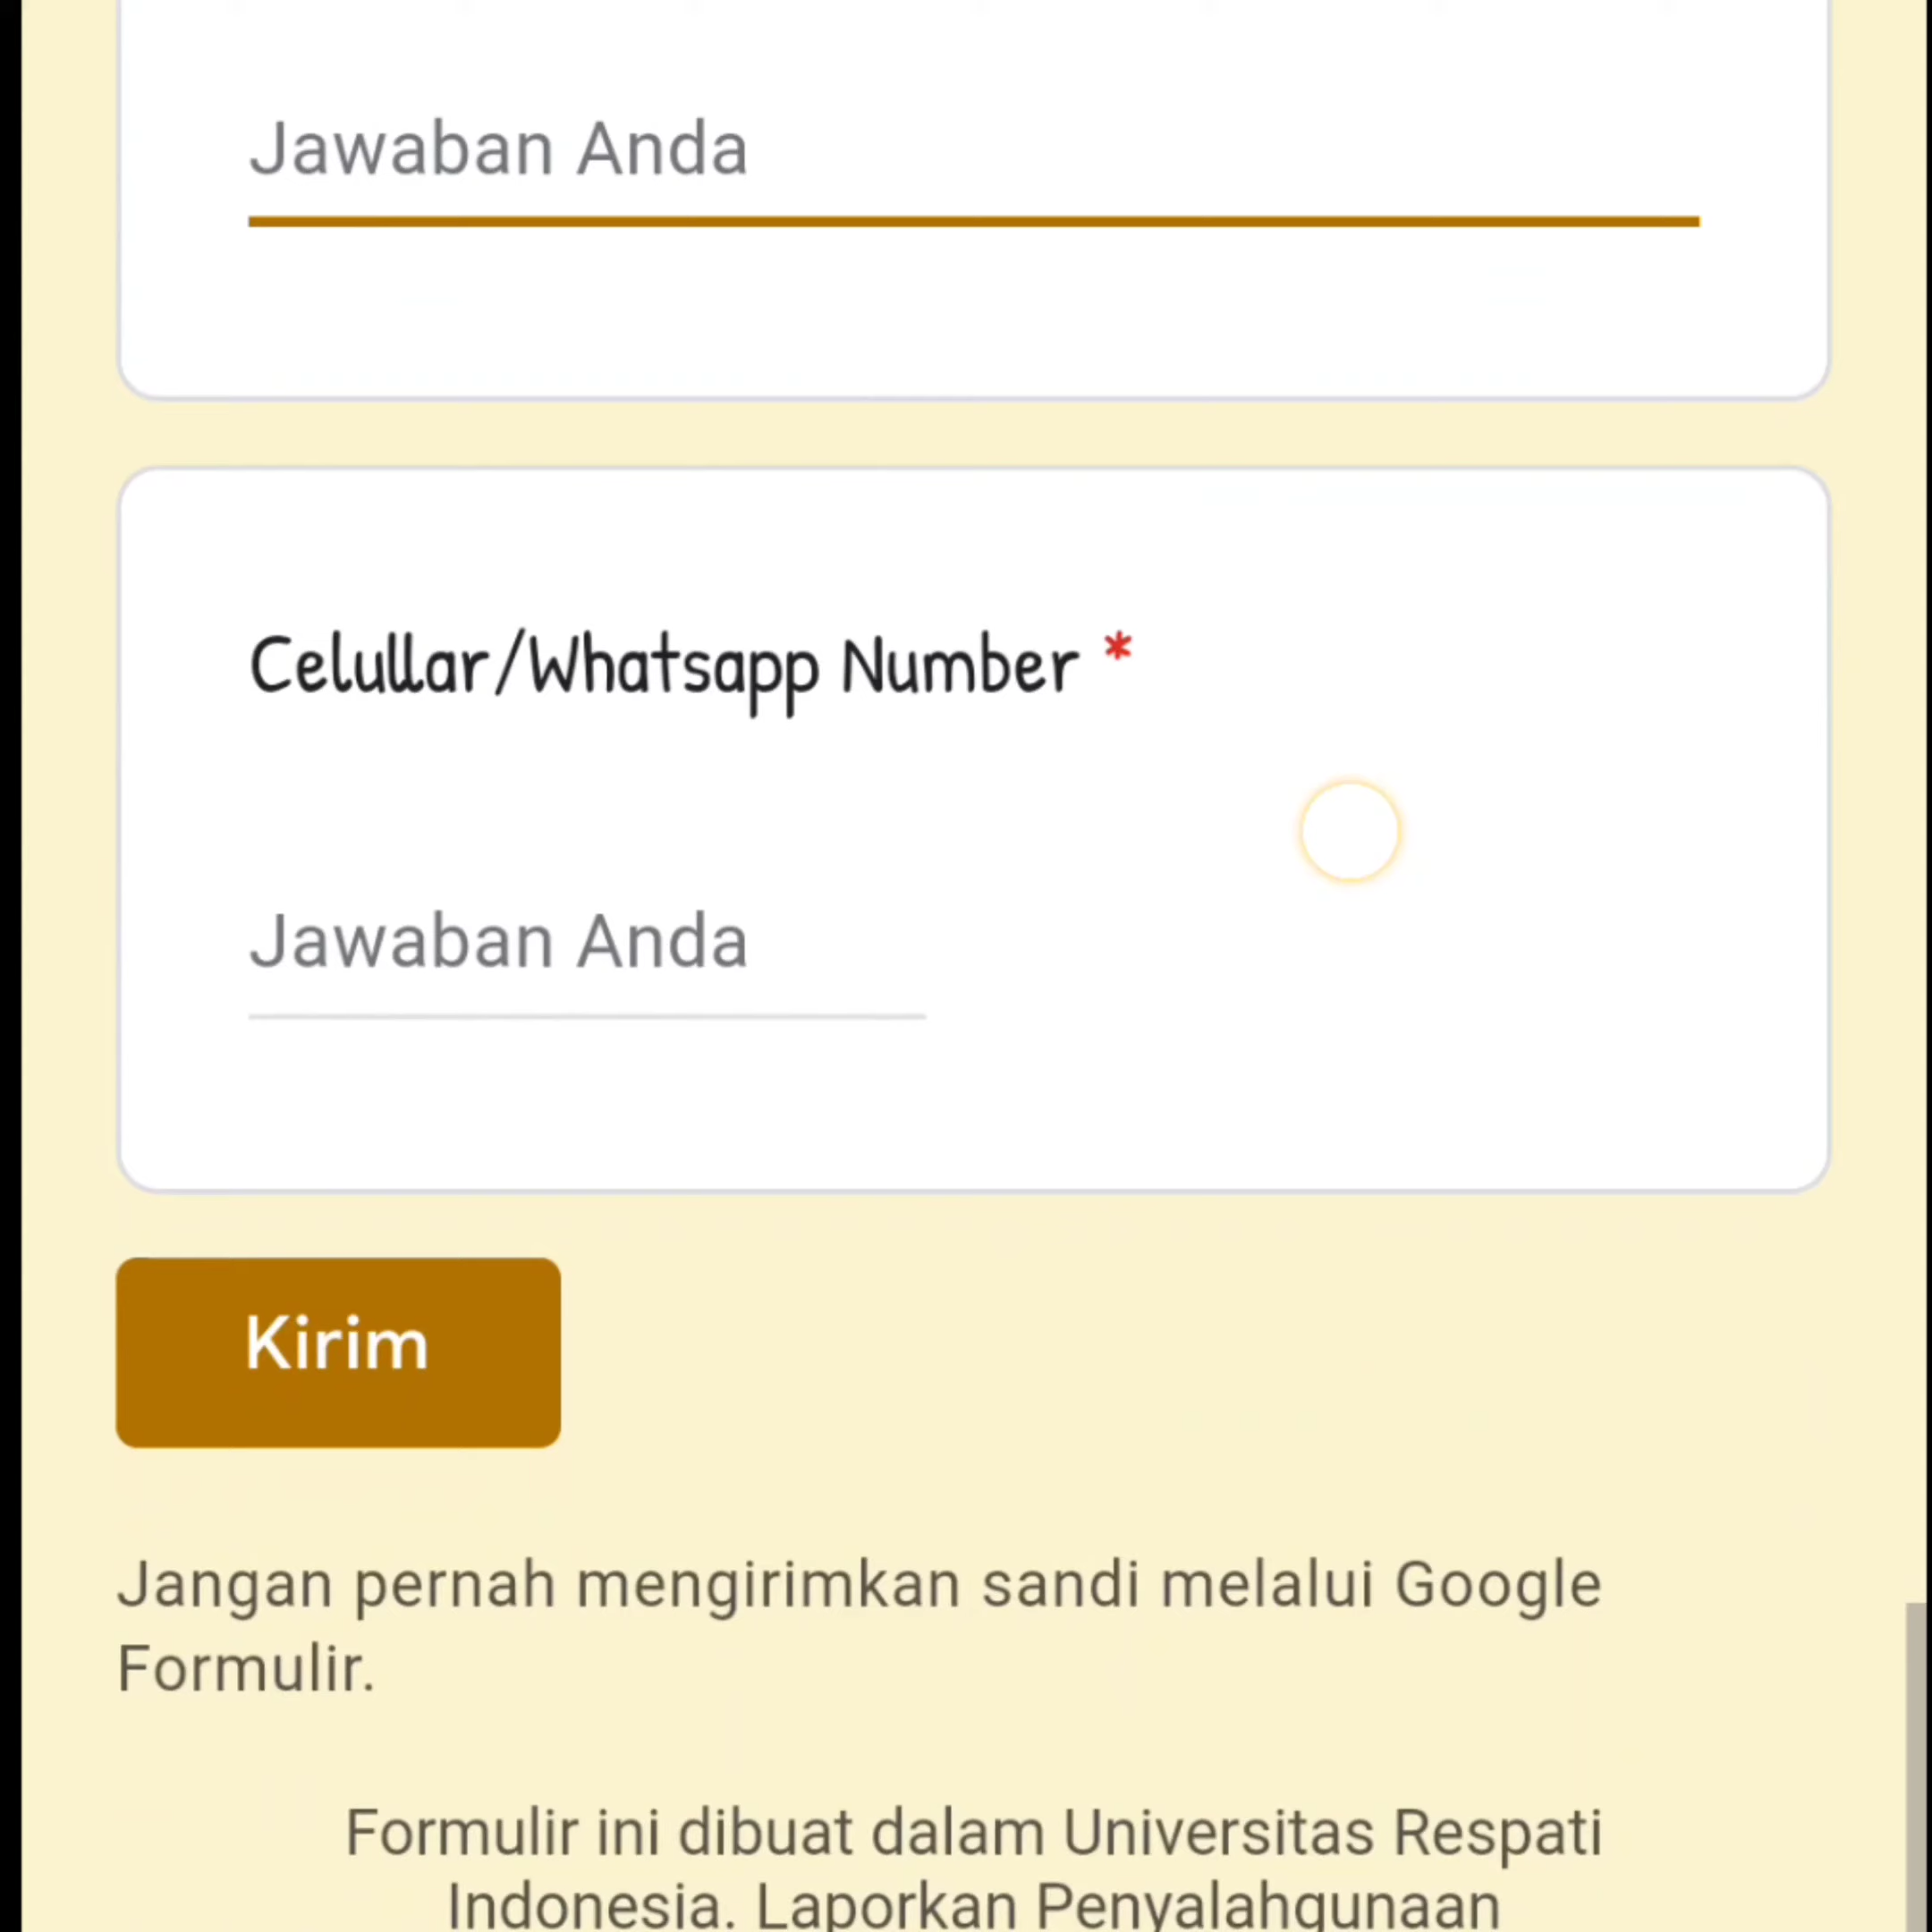 Jawaban Anda
Celullar/Whatsapp Number *
Jawaban Anda
Kirim
Jangan pernah mengirimkan sandi melalui Google
Formulir.
Formulir ini dibuat dalam Universitas Respati
Indonesia. Laporkan Penyalahgunaan